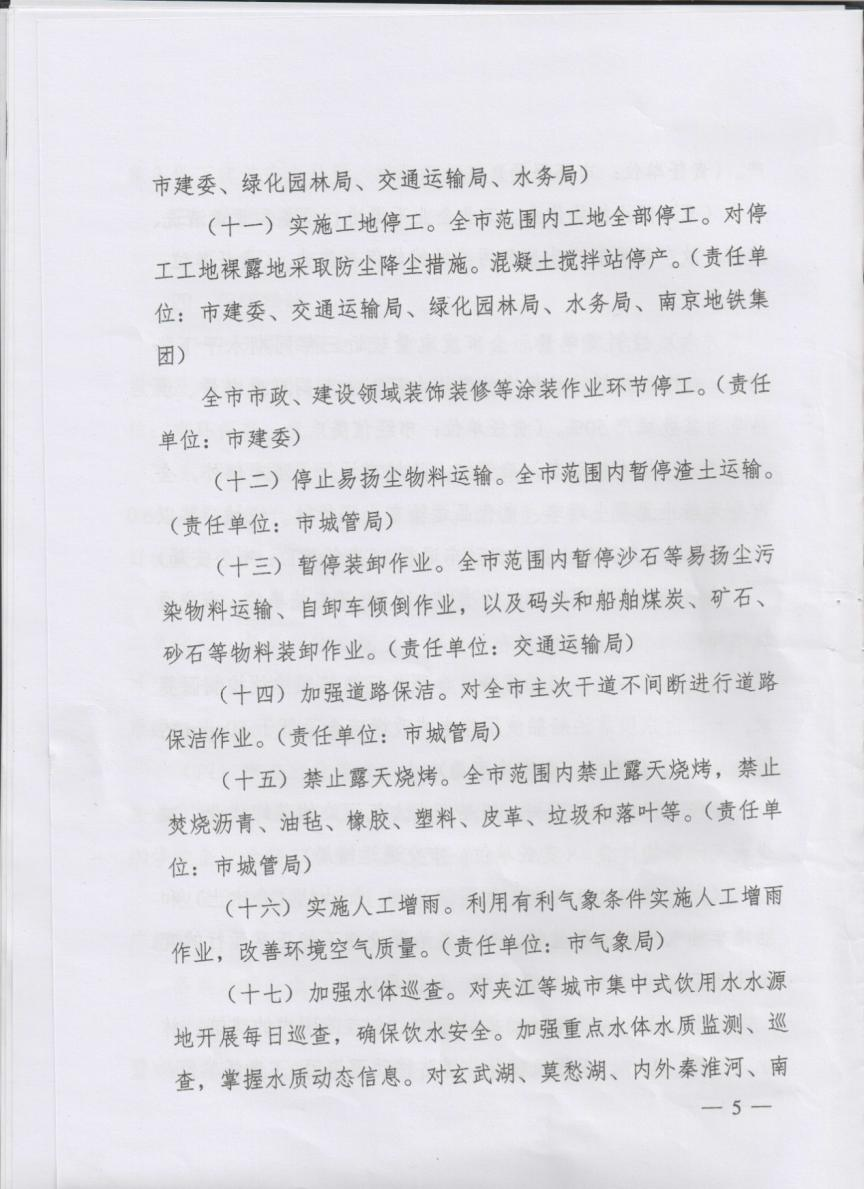 市建委、绿化园林局、交通运输局、水务局）
（十一）实施工地停工。全市范围内工地全部停工。对停
工工地裸露地采取防尘降尘措施。混凝土搅拌站停产。（责任单
位：市建委、交通运输局、绿化园林局、水务局、南京地铁集
团）
全市市政、建设领域装饰装修等涂装作业环节停工。（责任
单位：市建委）
（十二）停止易扬尘物料运输。全市范围内暂停渣土运输。
（责任单位：市城管局）
（十三）暂停装卸作业。全市范围内暂停沙石等易扬尘污
染物料运输、自卸车倾倒作业，以及码头和船舶煤炭、矿石、
砂石等物料装卸作业。（责任单位：交通运输局）
（十四）加强道路保洁。对全市主次干道不间断进行道路
保洁作业。（责任单位：市城管局）
（十五）禁止露天烧烤。全市范围内禁止露天烧烤，禁止
焚烧沥青、油毡、橡胶、塑料、皮革、垃圾和落叶等。（责任单
位：市城管局）
（十六）实施人工增雨。利用有利气象条件实施人工增雨
作业，改善环境空气质量。（责任单位：市气象局）
（十七）加强水体巡查。对夹江等城市集中式饮用水水源
地开展每日巡查，确保饮水安全。加强重点水体水质监测、巡
查，掌握水质动态信息。对玄武湖、莫愁湖、内外秦淮河、南
— 5 —